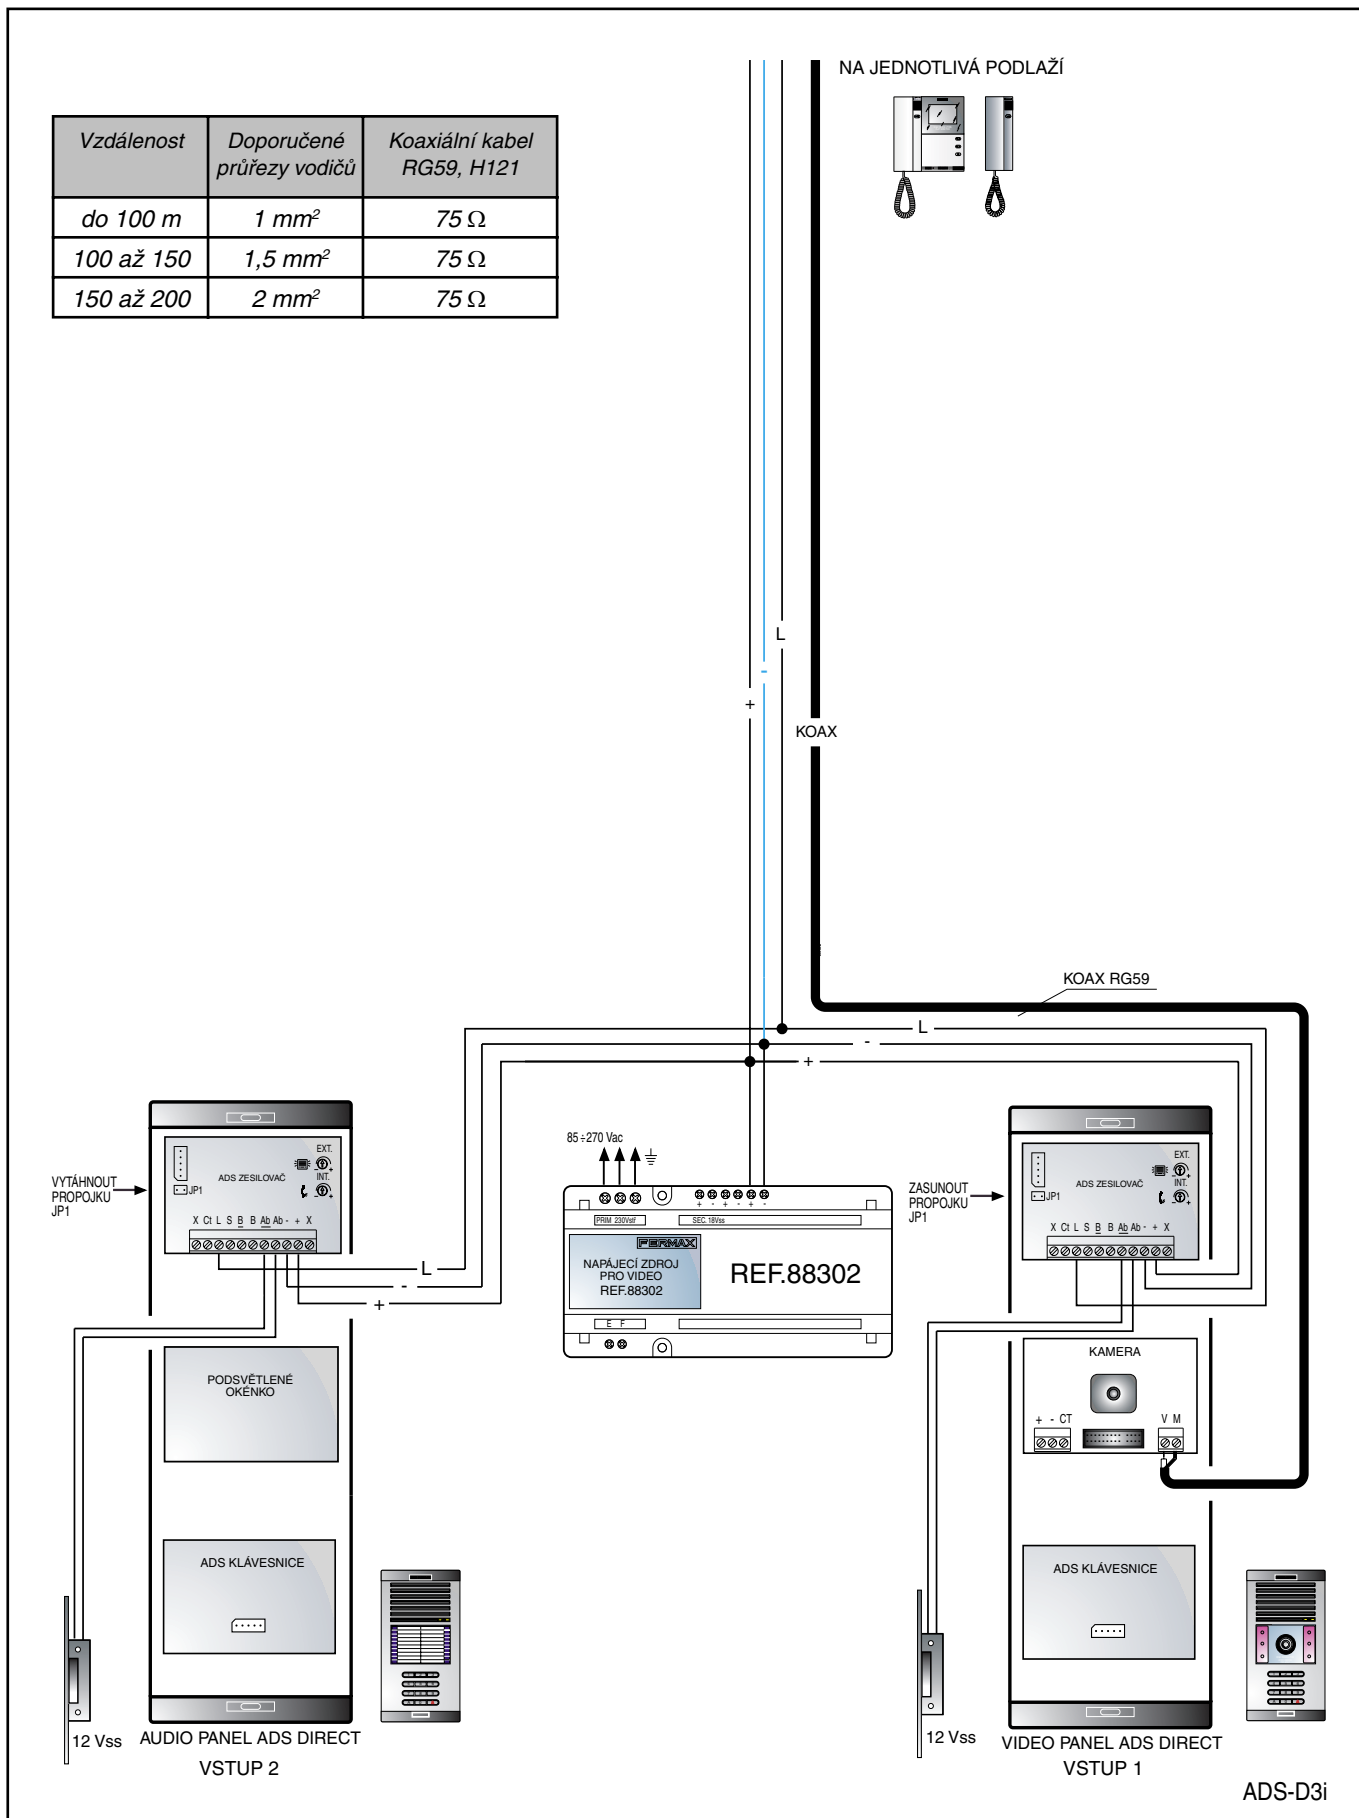 NA JEDNOTLIVÁ PODLAŽÍ
Vzdálenost Doporučené průřezy vodičů Koaxiální kabel RG59, H121
do 100 m 1 mm² 75 Ω
100 až 150 1,5 mm² 75 Ω
150 až 200 2 mm² 75 Ω
L
-
+
KOAX
KOAX RG59
L
-
+
85÷270 Vac
VYTÁHNOUT
PROPOJKU
JP1
EXT.
INT.
- +
- +
ADS ZESILOVAČ
JP1
X Ct L S B B Ab Ab - + X
L
-
+
+ - + - + -
PRIM 230Vstř
SEC. 18Vss
FERMAX
NAPÁJECÍ ZDROJ
PRO VIDEO
REF.88302
REF.88302
E F
ZASUNOUT
PROPOJKU
JP1
EXT.
INT.
- +
- +
ADS ZESILOVAČ
JP1
X Ct L S B B Ab Ab - + X
PODSVĚTLENÉ
OKÉNKO
KAMERA
+ - CT
V M
ADS KLÁVESNICE
ADS KLÁVESNICE
12 Vss
AUDIO PANEL ADS DIRECT
VSTUP 2
12 Vss
VIDEO PANEL ADS DIRECT
VSTUP 1
ADS-D3i